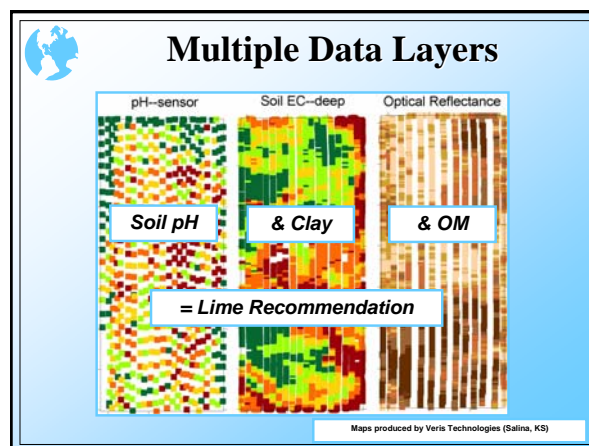 Multiple Data Layers
pH--sensor Soil EC--deep Optical Reflectance
Soil pH & Clay & OM
= Lime Recommendation
Maps produced by Veris Technologies (Salina, KS)